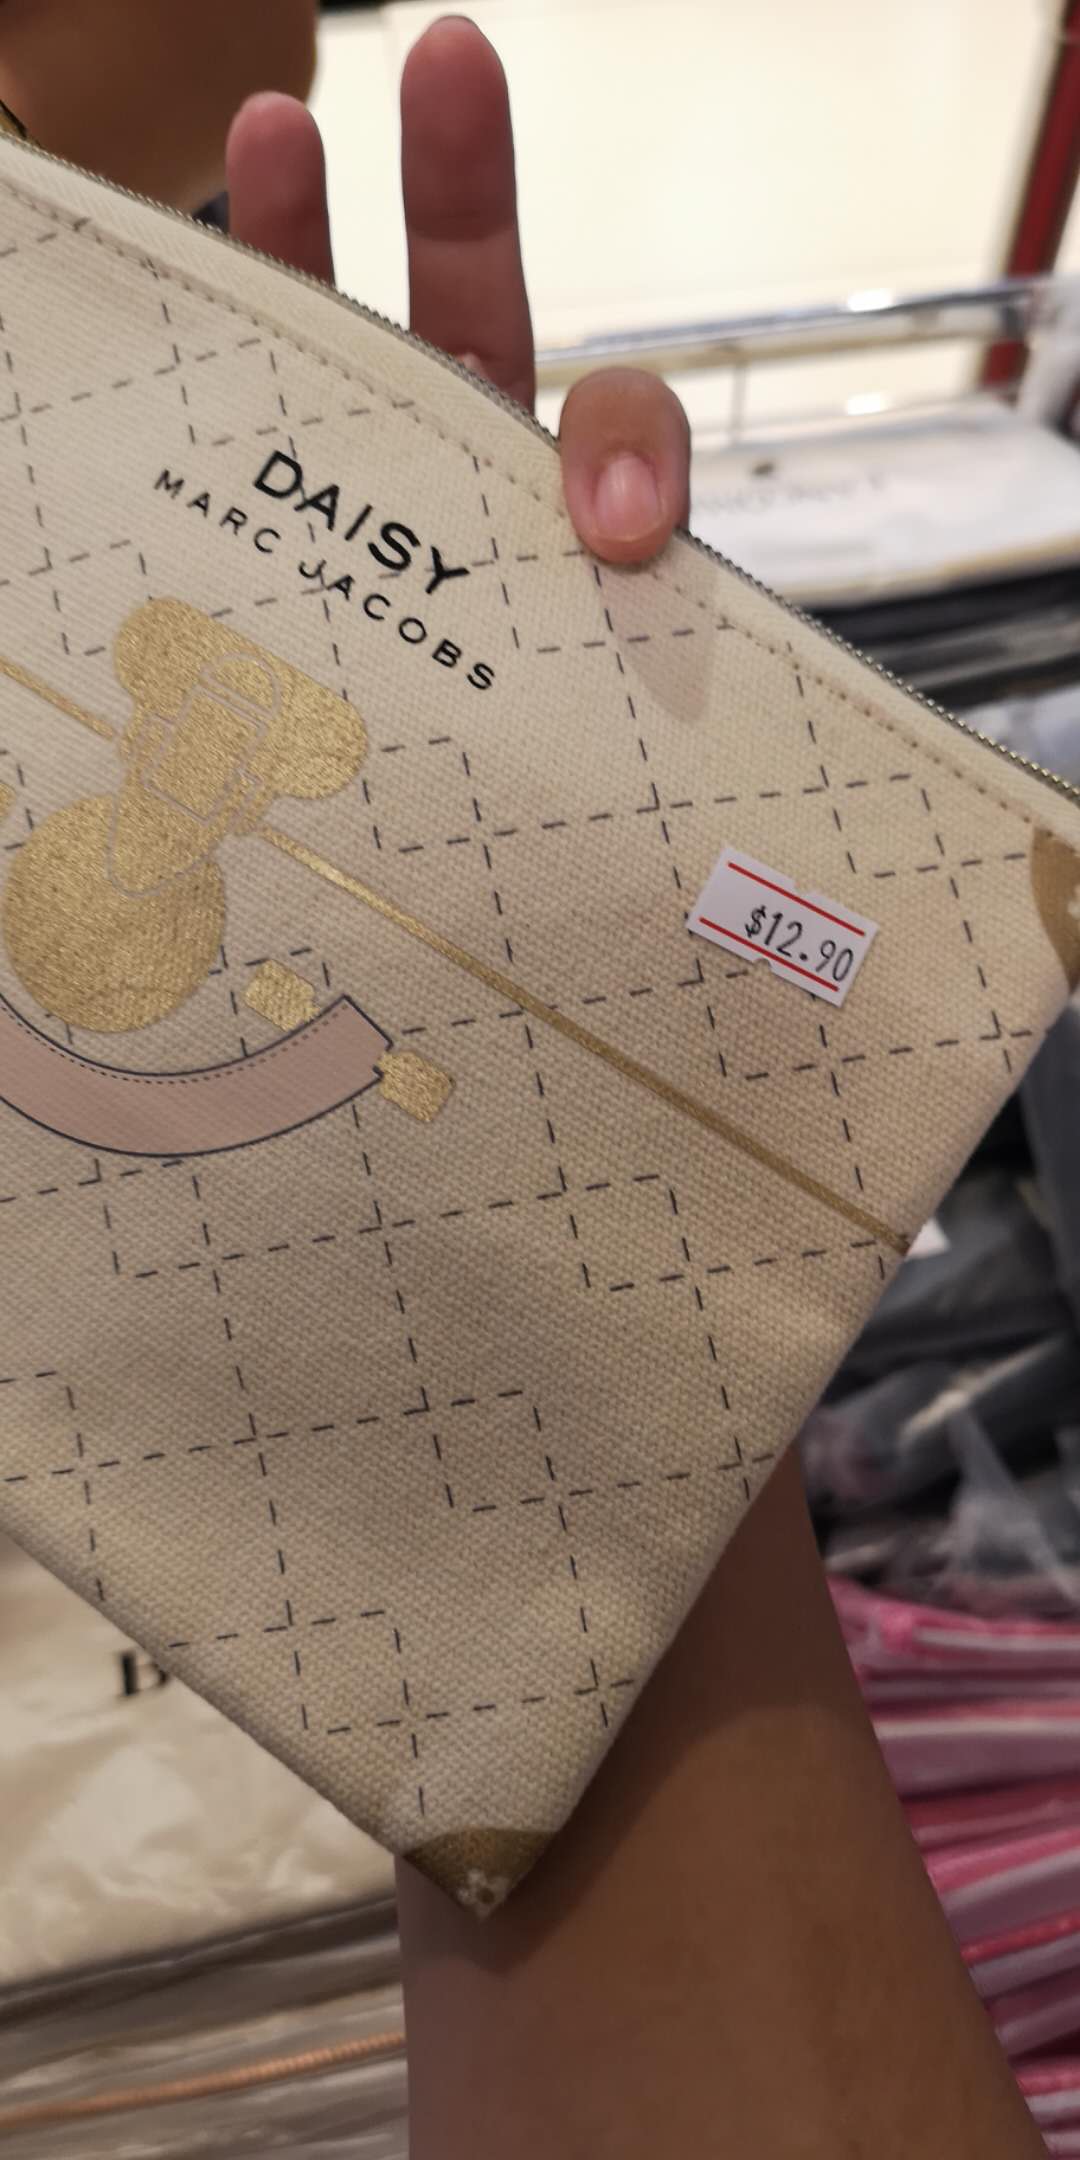 DAISY
MARC JACOBS
$12.90
B